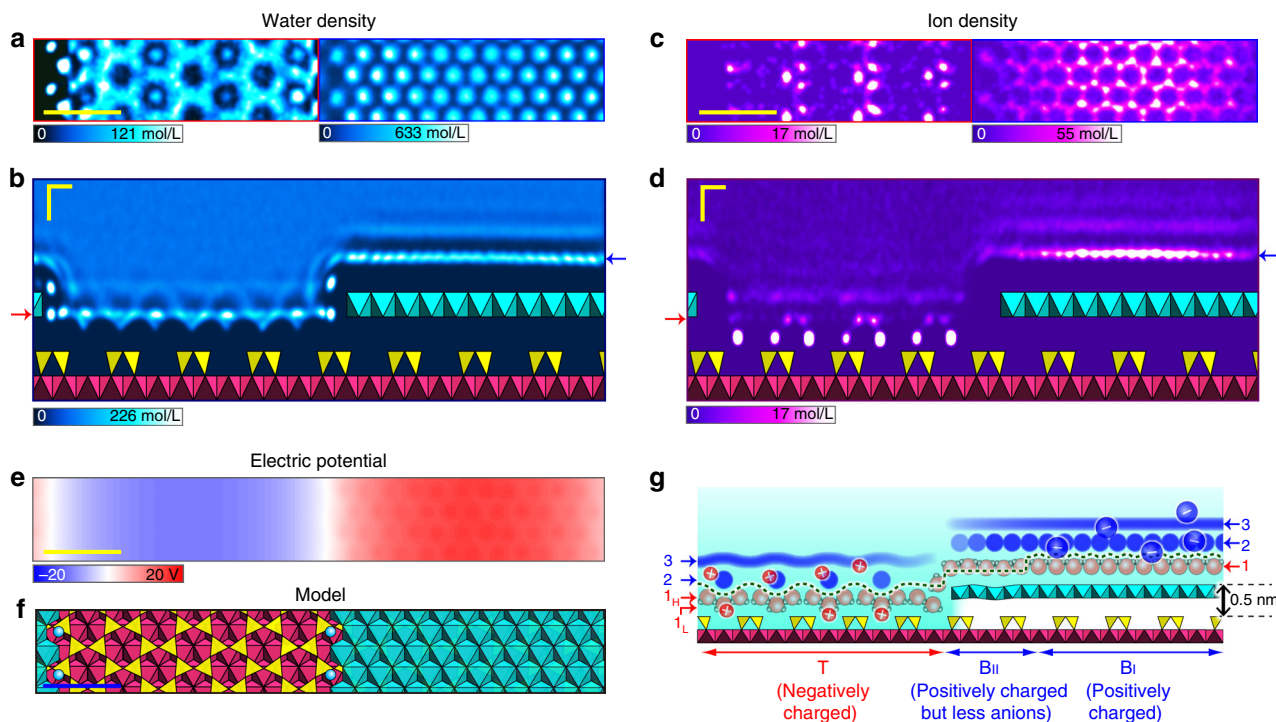 Water density
Ion density
a
c
0 121 mol/L
0 633 mol/L
0 17 mol/L
0 55 mol/L
b
d
0 226 mol/L
0 17 mol/L
Electric potential
e
–20 20 V
Model
f
g
3
2
1H
1L
3
2
1
0.5 nm
T
(Negatively
charged)
BII
(Positively charged
but less anions)
BI
(Positively
charged)